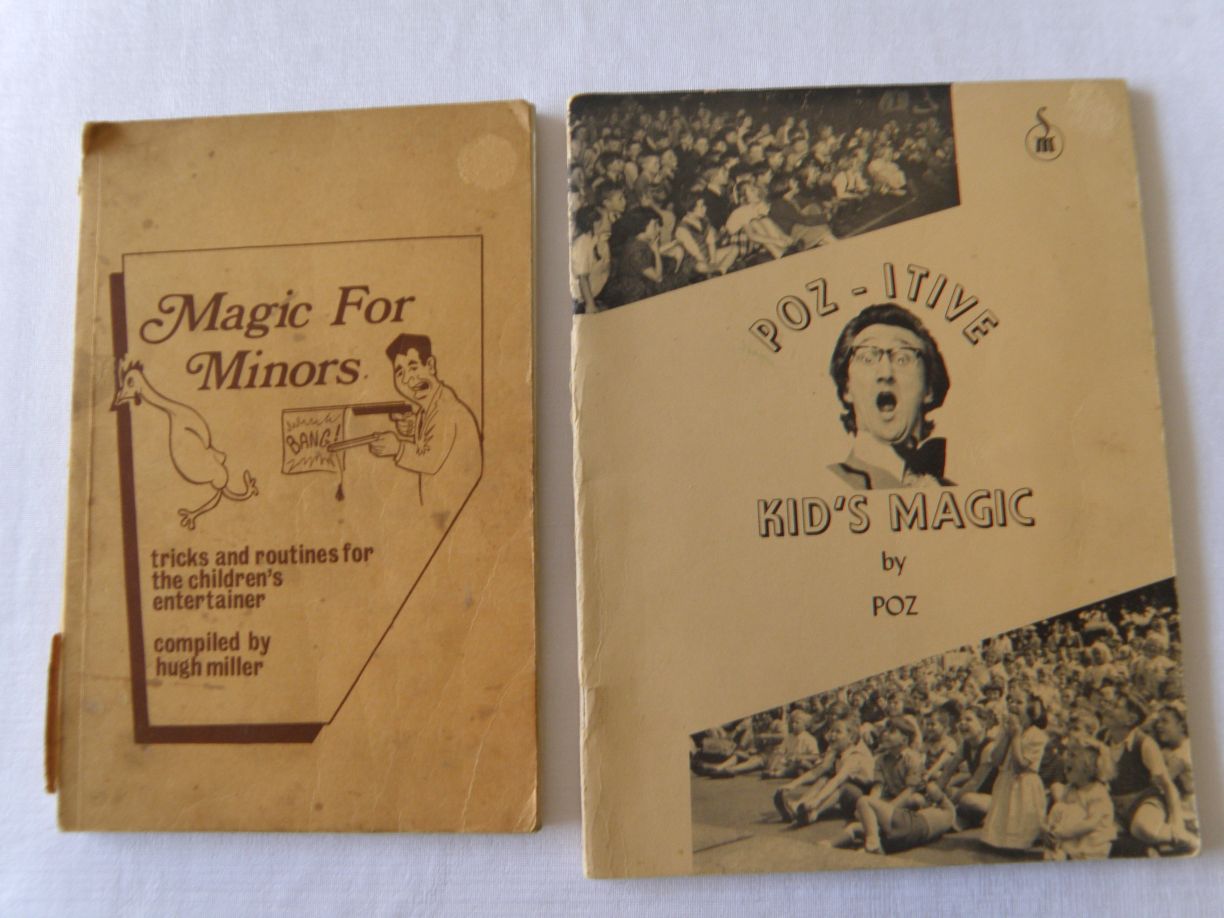 Magic For
Minors
BANG!
tricks and routines for
the children's
entertainer
compiled by
hugh miller
POZ-ITIVE
KID'S MAGIC
by
POZ